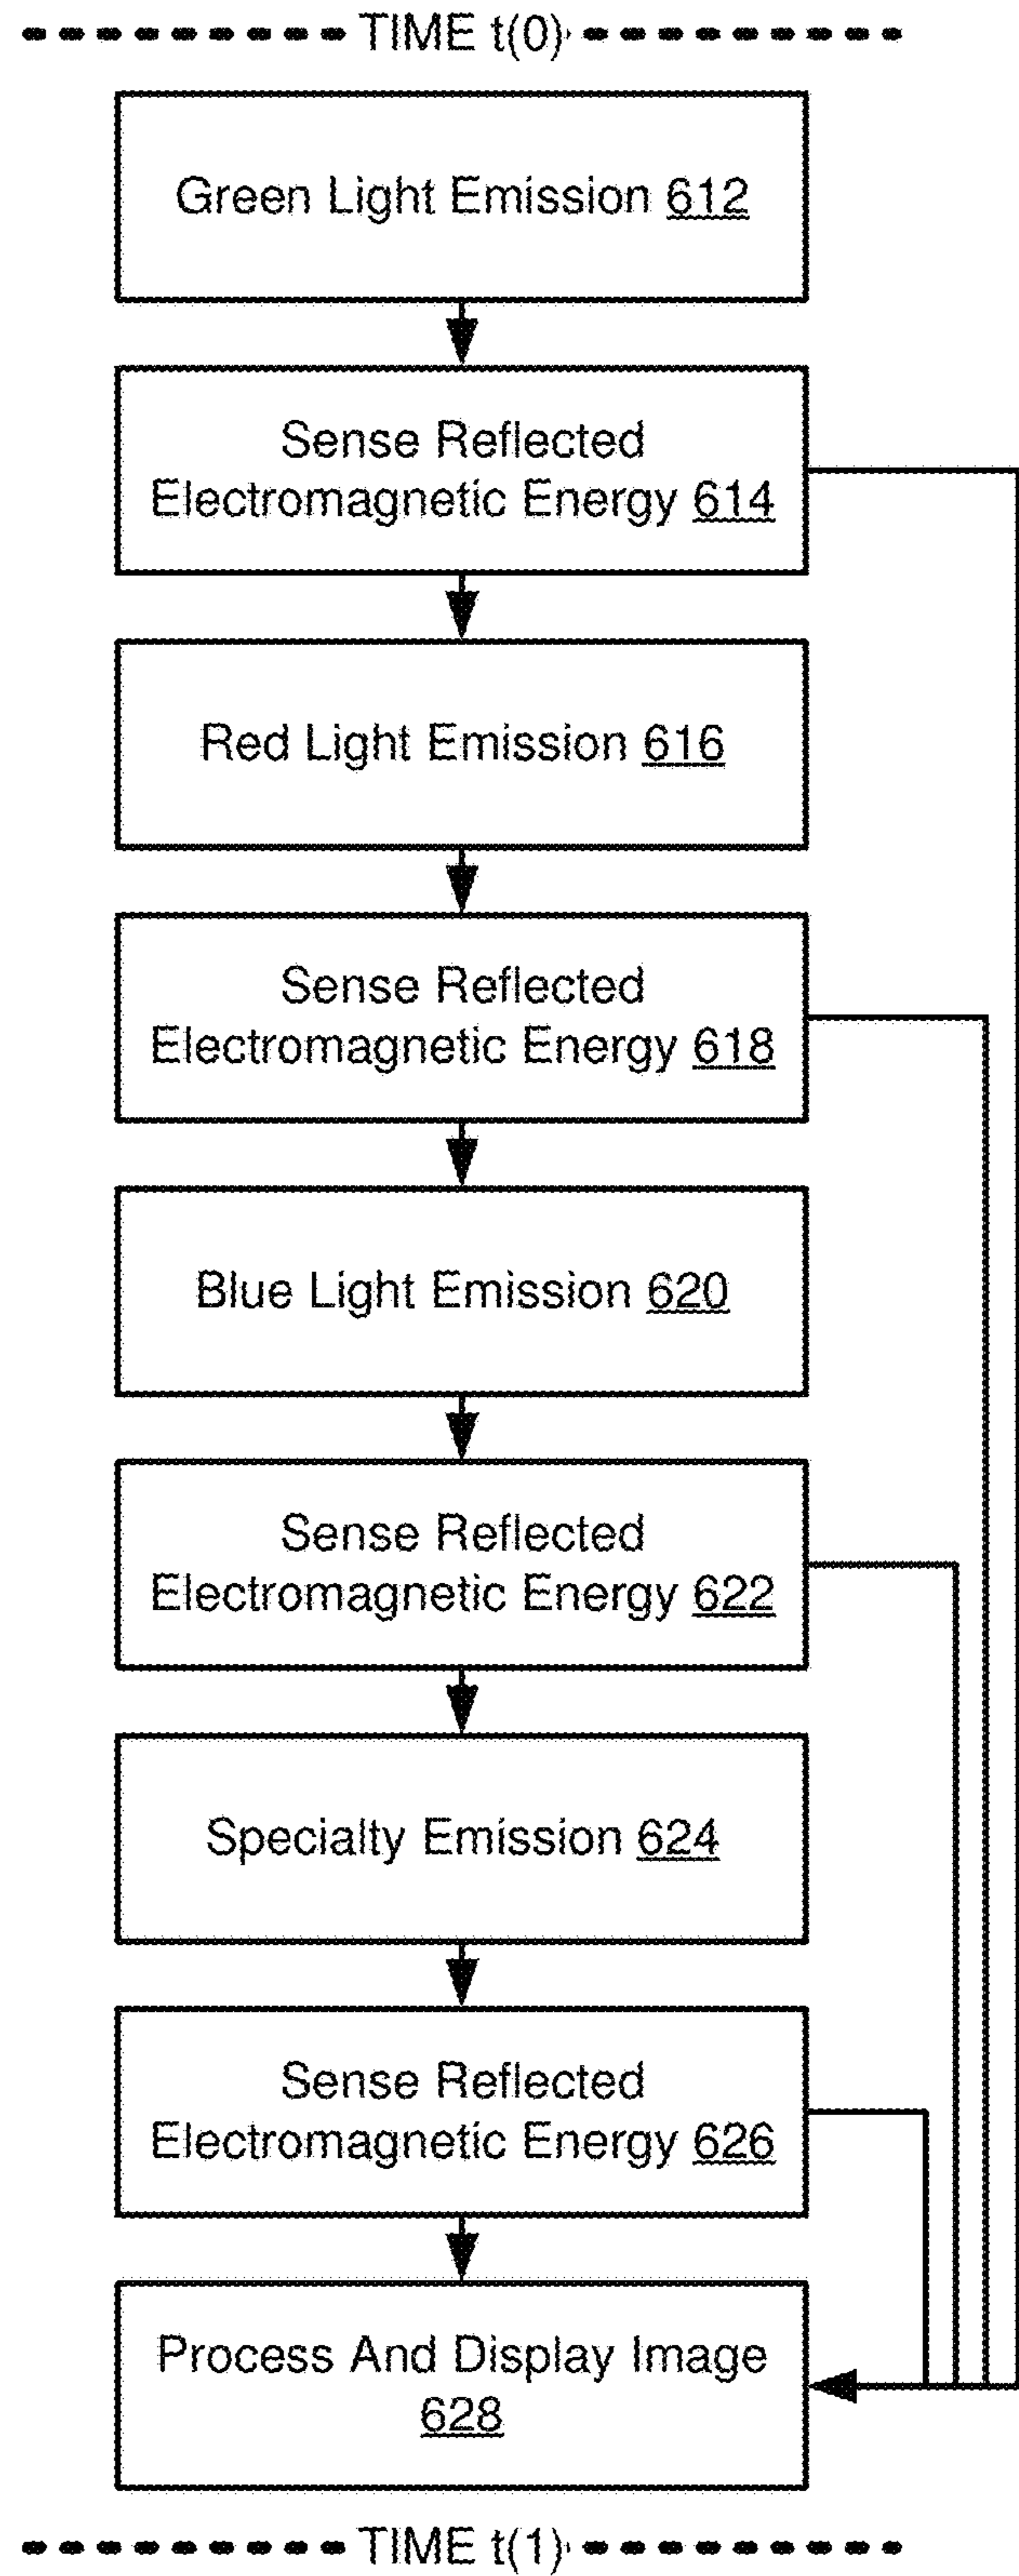 TIME t(0)
Green Light Emission 612
Sense Reflected
Electromagnetic Energy 614
Red Light Emission 616
Sense Reflected
Electromagnetic Energy 618
Blue Light Emission 620
Sense Reflected
Electromagnetic Energy 622
Specialty Emission 624
Sense Reflected
Electromagnetic Energy 626
Process And Display Image
628
TIME t(1)